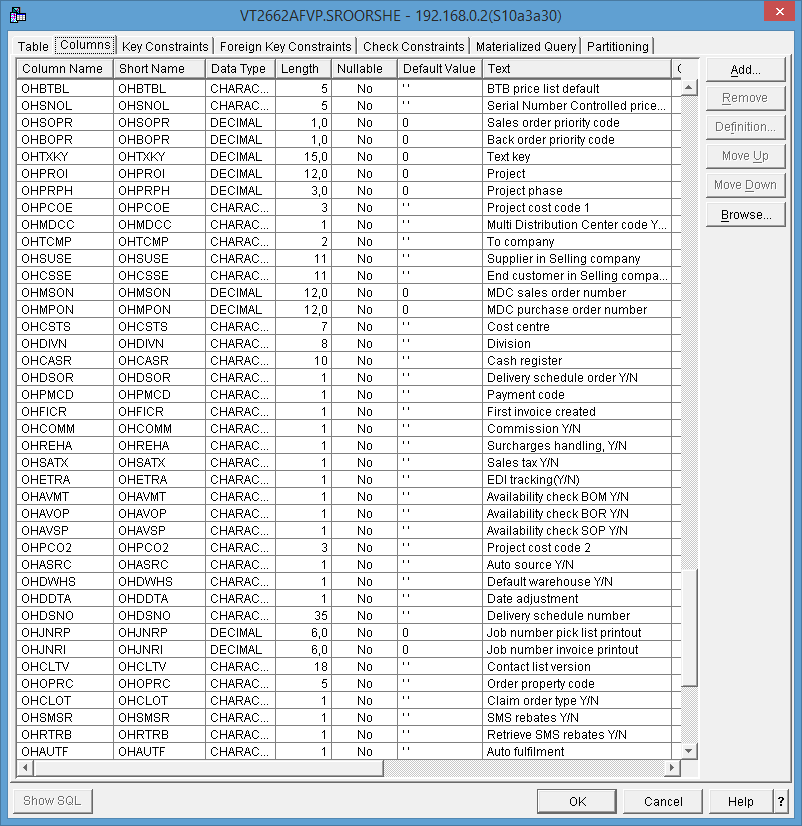 VT2662AFVP.SROORSHE - 192.168.0.2(S10a3a30)
Table Columns Key Constraints Foreign Key Constraints Check Constraints Materialized Query Partitioning
Column Name Short Name Data Type Length Nullable Default Value Text
OHBTBL OHBTBL CHARAC... 5 No ' ' BTB price list default
OHSNOL OHSNOL CHARAC... 5 No ' ' Serial Number Controlled price...
OHSOPR OHSOPR DECIMAL 1,0 No 0 Sales order priority code
OHBOPR OHBOPR DECIMAL 1,0 No 0 Back order priority code
OHTXKY OHTXKY DECIMAL 15,0 No 0 Text key
OHPROI OHPROI DECIMAL 12,0 No 0 Project
OHPRPH OHPRPH DECIMAL 3,0 No 0 Project phase
OHPCOE OHPCOE CHARAC... 3 No ' ' Project cost code 1
OHMDCC OHMDCC CHARAC... 1 No ' ' Multi Distribution Center code Y...
OHTCMP OHTCMP CHARAC... 2 No ' ' To company
OHSUSE OHSUSE CHARAC... 11 No ' ' Supplier in Selling company
OHCSSE OHCSSE CHARAC... 11 No ' ' End customer in Selling compa...
OHMSON OHMSON DECIMAL 12,0 No 0 MDC sales order number
OHMPON OHMPON DECIMAL 12,0 No 0 MDC purchase order number
OHCSTS OHCSTS CHARAC... 7 No ' ' Cost centre
OHDIVN OHDIVN CHARAC... 8 No ' ' Division
OHCASR OHCASR CHARAC... 10 No ' ' Cash register
OHDSOR OHDSOR CHARAC... 1 No ' ' Delivery schedule order Y/N
OHPMCD OHPMCD CHARAC... 1 No ' ' Payment code
OHFICR OHFICR CHARAC... 1 No ' ' First invoice created
OHCOMM OHCOMM CHARAC... 1 No ' ' Commission Y/N
OHREHA OHREHA CHARAC... 1 No ' ' Surcharges handling, Y/N
OHSATX OHSATX CHARAC... 1 No ' ' Sales tax Y/N
OHETRA OHETRA CHARAC... 1 No ' ' EDI tracking(Y/N)
OHAVMT OHAVMT CHARAC... 1 No ' ' Availability check BOM Y/N
OHAVOP OHAVOP CHARAC... 1 No ' ' Availability check BOR Y/N
OHAVSP OHAVSP CHARAC... 1 No ' ' Availability check SOP Y/N
OHPCO2 OHPCO2 CHARAC... 3 No ' ' Project cost code 2
OHASRC OHASRC CHARAC... 1 No ' ' Auto source Y/N
OHDWHS OHDWHS CHARAC... 1 No ' ' Default warehouse Y/N
OHDDTA OHDDTA CHARAC... 1 No ' ' Date adjustment
OHDSNO OHDSNO CHARAC... 35 No ' ' Delivery schedule number
OHJNRP OHJNRP DECIMAL 6,0 No 0 Job number pick list printout
OHJNRI OHJNRI DECIMAL 6,0 No 0 Job number invoice printout
OHCLTV OHCLTV CHARAC... 18 No ' ' Contact list version
OHOPRC OHOPRC CHARAC... 5 No ' ' Order property code
OHCLOT OHCLOT CHARAC... 1 No ' ' Claim order type Y/N
OHSMSR OHSMSR CHARAC... 1 No ' ' SMS rebates Y/N
OHRTRB OHRTRB CHARAC... 1 No ' ' Retrieve SMS rebates Y/N
OHAUTF OHAUTF CHARAC... 1 No ' ' Auto fulfilment
Add...
Remove
Definition...
Move Up
Move Down
Browse...
Show SQL OK Cancel Help ?